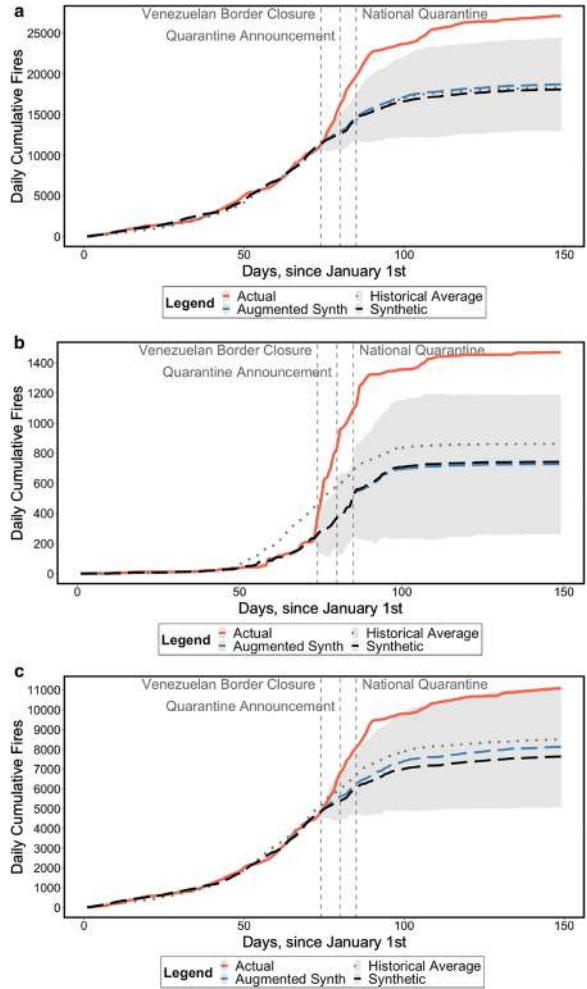 a
Venezuelan Border Closure National Quarantine
Quarantine Announcement
25000
20000
15000
10000
5000
0
Daily Cumulative Fires
0 50 100 150
Days, since January 1st
Legend Actual Historical Average
Augmented Synth Synthetic
b
Venezuelan Border Closure National Quarantine
Quarantine Announcement
1400
1200
1000
800
600
400
200
0
Daily Cumulative Fires
0 50 100 150
Days, since January 1st
Legend Actual Historical Average
Augmented Synth Synthetic
c
Venezuelan Border Closure National Quarantine
Quarantine Announcement
11000
10000
9000
8000
7000
6000
5000
4000
3000
2000
1000
0
Daily Cumulative Fires
0 50 100 150
Days, since January 1st
Legend Actual Historical Average
Augmented Synth Synthetic